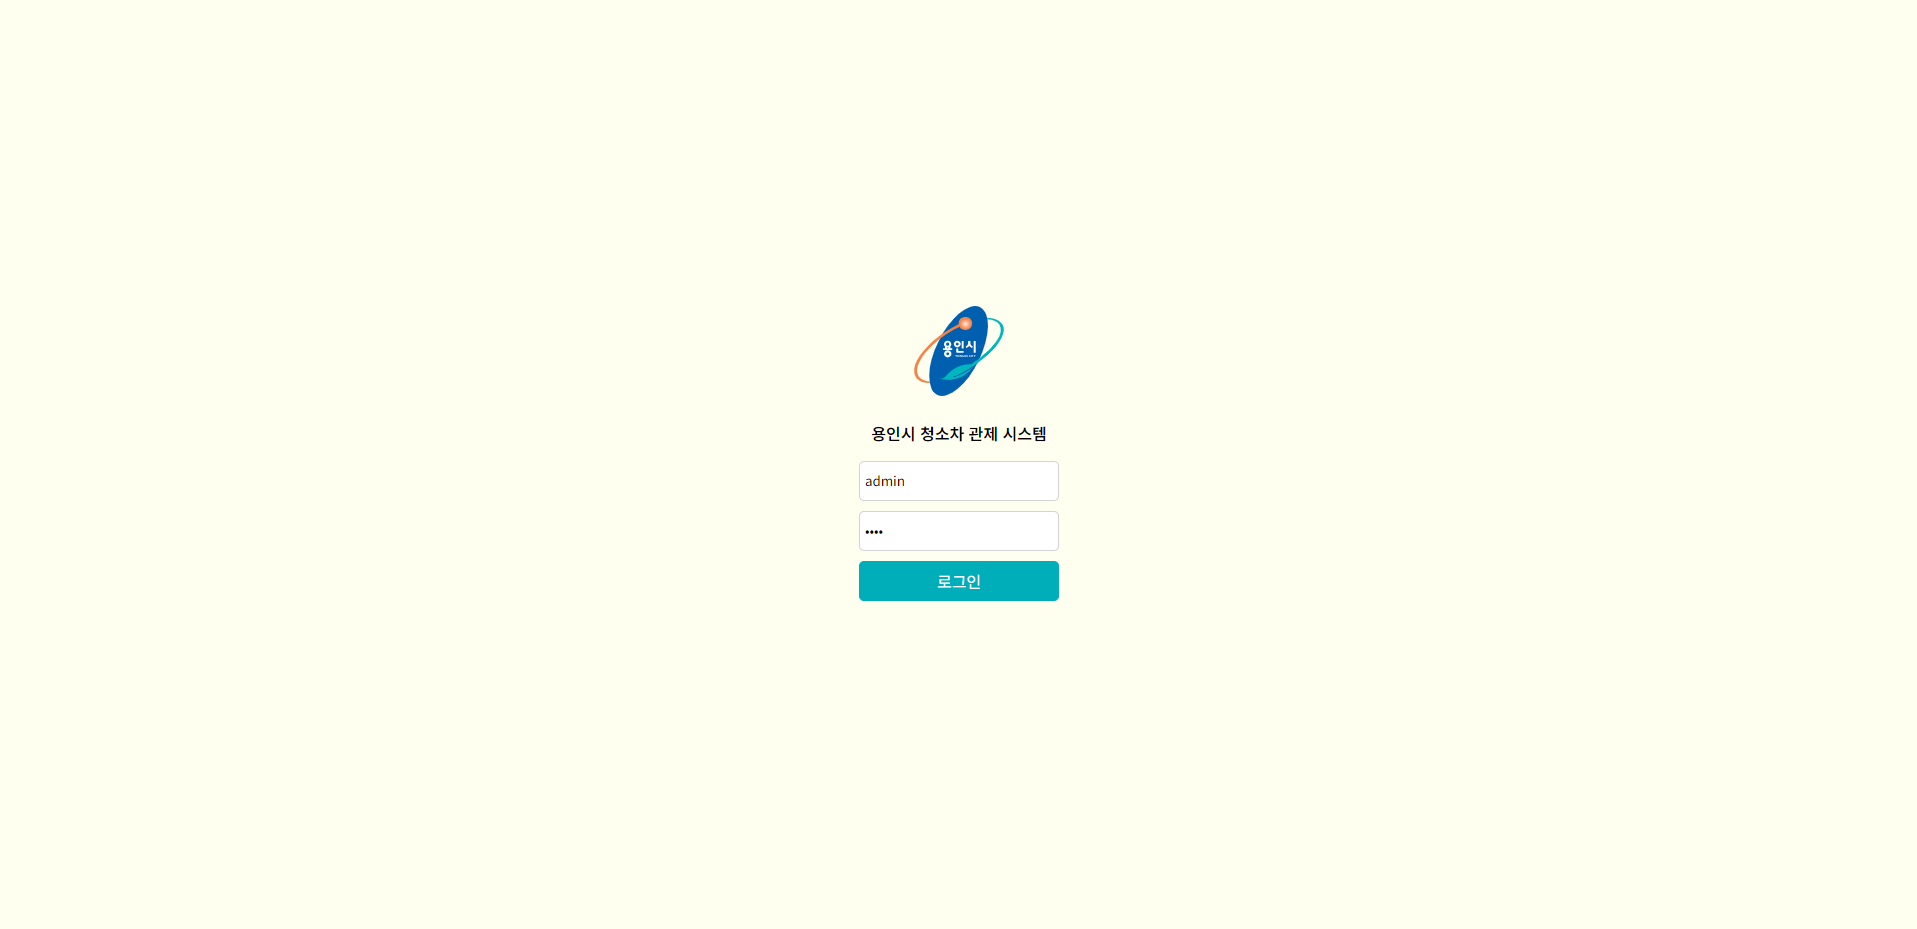 용인시
용인시 청소차 관제 시스템
admin
••••
로그인